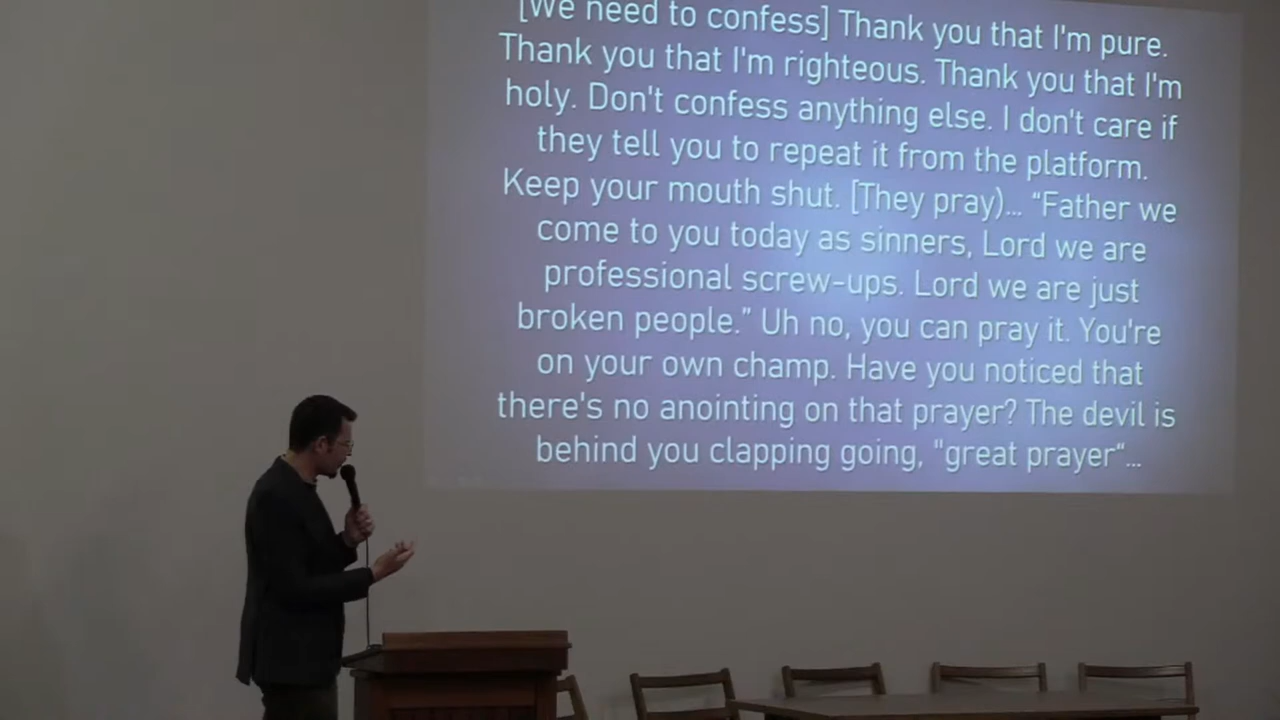 [We need to confess] Thank you that I'm pure.
Thank you that I'm righteous. Thank you that I'm
holy. Don't confess anything else. I don't care if
they tell you to repeat it from the platform.
Keep your mouth shut. [They pray)... “Father we
come to you today as sinners, Lord we are
professional screw-ups. Lord we are just
broken people.” Uh no, you can pray it. You're
on your own champ. Have you noticed that
there's no anointing on that prayer? The devil is
behind you clapping going, "great prayer“...